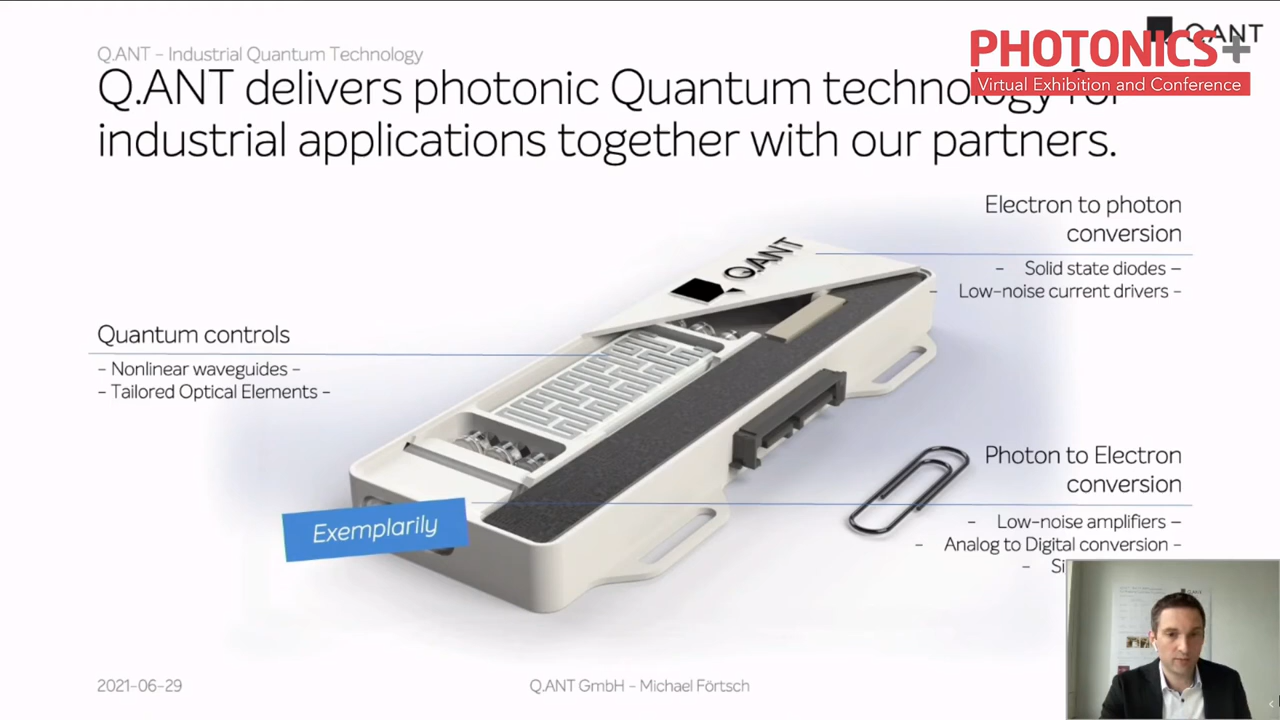 Q.ANT – Industrial Quantum Technology
Q.ANT
PHOTONICS+
Virtual Exhibition and Conference
Q.ANT delivers photonic Quantum technology for
industrial applications together with our partners.
Electron to photon
conversion
– Solid state diodes –
– Low-noise current drivers –
Q.ANT
Quantum controls
– Nonlinear waveguides –
– Tailored Optical Elements –
Photon to Electron
conversion
– Low-noise amplifiers –
– Analog to Digital conversion –
– Si
Exemplarily
2021-06-29
Q.ANT GmbH – Michael Förtsch